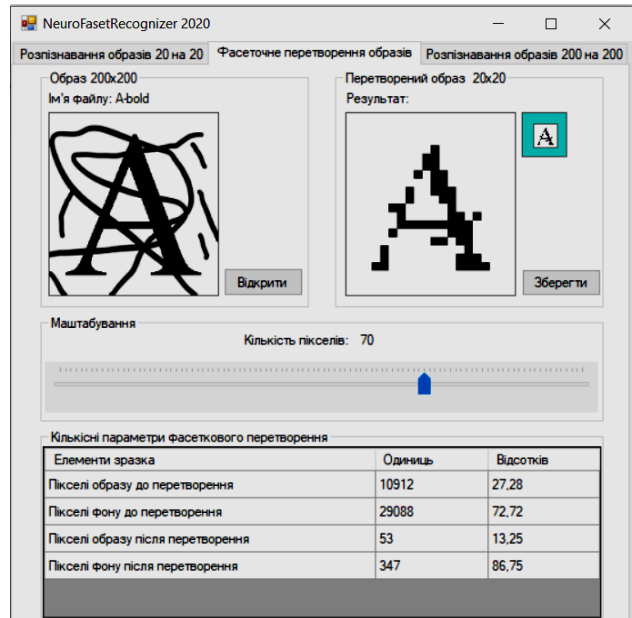 NeuroFasetRecognizer 2020
Розпізнавання образів 20 на 20 Фасеточне перетворення образів Розпізнавання образів 200 на 200
Образ 200x200
Ім'я файлу: A-bold
Відкрити
Перетворений образ 20x20
Результат:
A
Зберегти
Маштабування
Кількість пікселів: 70
Кількісні параметри фасеткового перетворення
Елементи зразка Одиниць Відсотків
Пікселі образу до перетворення 10912 27,28
Пікселі фону до перетворення 29088 72,72
Пікселі образу після перетворення 53 13,25
Пікселі фону після перетворення 347 86,75